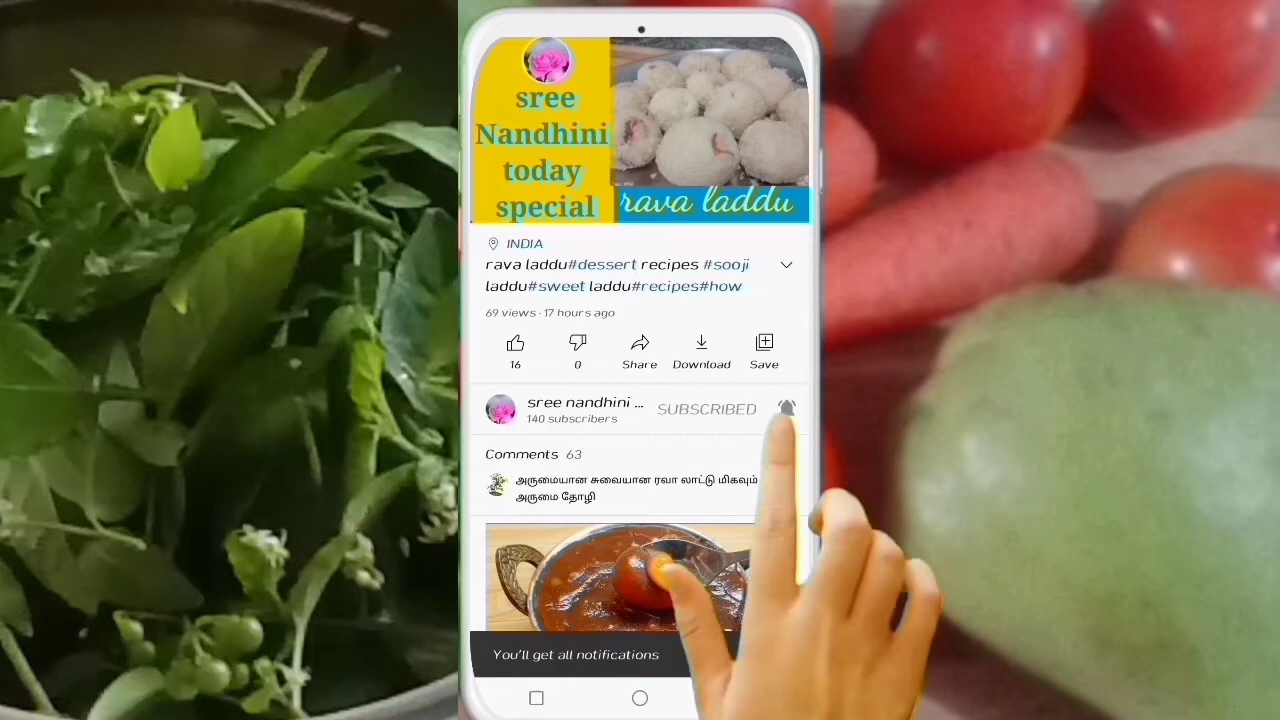 sree
Nandhini
today
special
rava laddu
INDIA
rava laddu#dessert recipes #sooji
laddu#sweet laddu#recipes#how
69 views · 17 hours ago
16
0
Share
Download
Save
sree nandhini ...
140 subscribers
SUBSCRIBED
Comments 63
அருமையான சுவையான ரவா லாட்டு மிகவும்
அருமை தோழி
You'll get all notifications